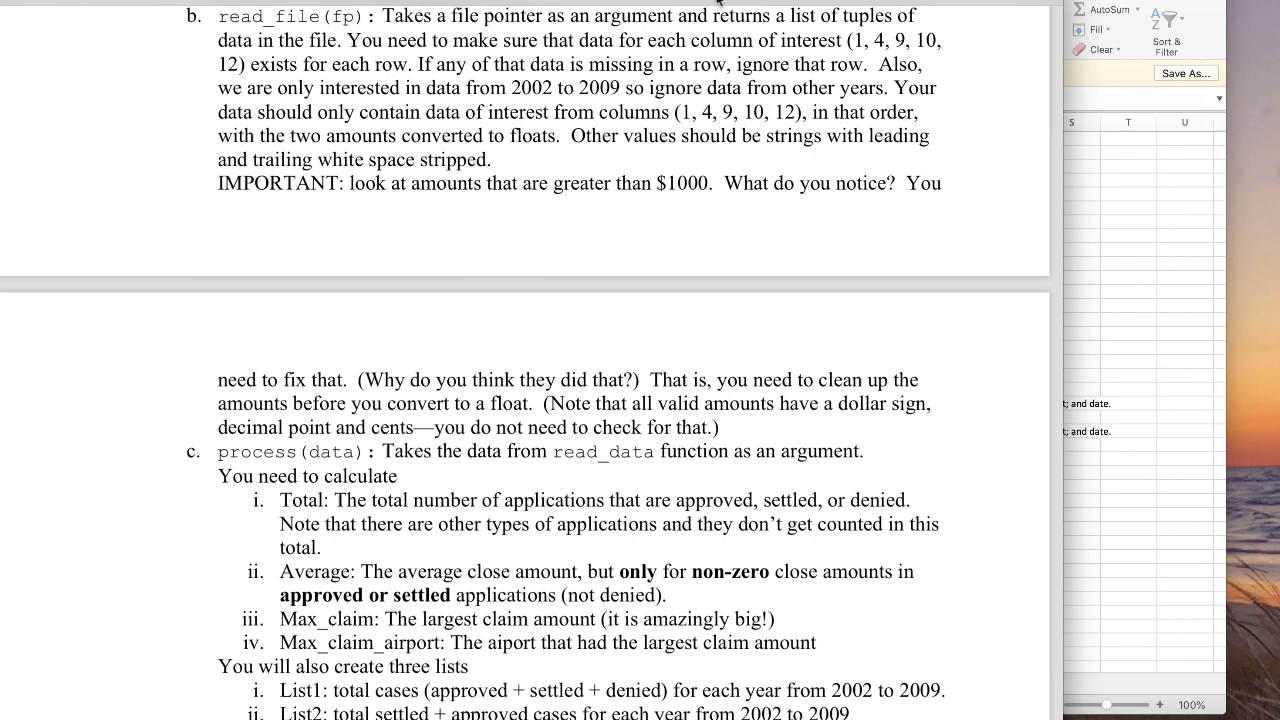 b. read_file(fp): Takes a file pointer as an argument and returns a list of tuples of
data in the file. You need to make sure that data for each column of interest (1, 4, 9, 10,
12) exists for each row. If any of that data is missing in a row, ignore that row.  Also,
we are only interested in data from 2002 to 2009 so ignore data from other years. Your
data should only contain data of interest from columns (1, 4, 9, 10, 12), in that order,
with the two amounts converted to floats.  Other values should be strings with leading
and trailing white space stripped.
IMPORTANT: look at amounts that are greater than $1000.  What do you notice?  You
need to fix that.  (Why do you think they did that?)  That is, you need to clean up the
amounts before you convert to a float.  (Note that all valid amounts have a dollar sign,
decimal point and cents—you do not need to check for that.)
c. process(data): Takes the data from read_data function as an argument.
You need to calculate
i. Total: The total number of applications that are approved, settled, or denied.
Note that there are other types of applications and they don't get counted in this
total.
ii. Average: The average close amount, but only for non-zero close amounts in
approved or settled applications (not denied).
iii. Max_claim: The largest claim amount (it is amazingly big!)
iv. Max_claim_airport: The aiport that had the largest claim amount
You will also create three lists
i. List1: total cases (approved + settled + denied) for each year from 2002 to 2009.
ii. List2: total settled + approved cases for each year from 2002 to 2009
AutoSum
Fill
Clear
Sort &
Filter
Save As...
S T U
t; and date.
t; and date.
100%